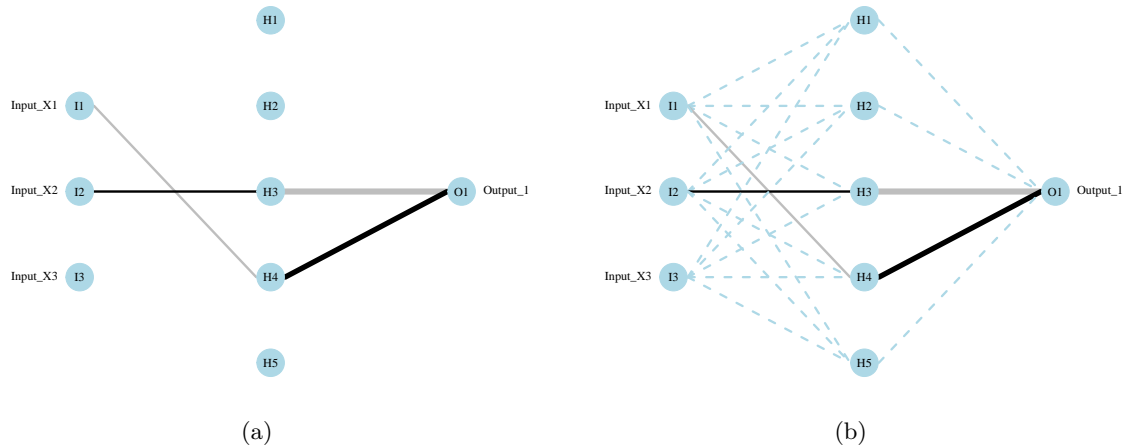 H1
H1
Input_X1
I1
H2
Input_X1
I1
H2
Input_X2
I2
H3
O1
Output_1
Input_X2
I2
H3
O1
Output_1
Input_X3
I3
H4
Input_X3
I3
H4
H5
H5
(a)
(b)